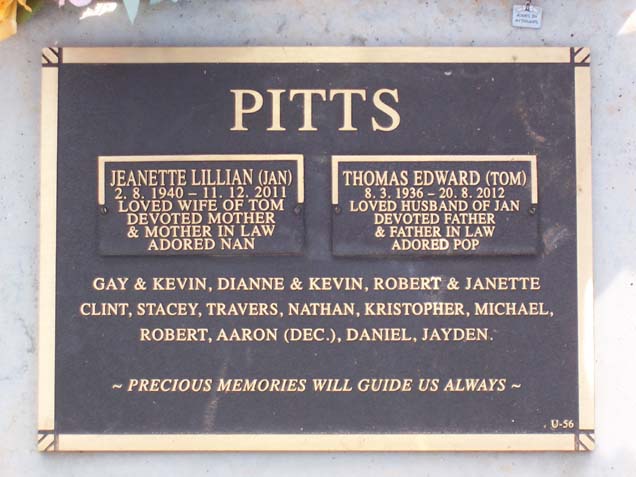 PITTS
JEANETTE LILLIAN (JAN)
2. 8. 1940 – 11. 12. 2011
LOVED WIFE OF TOM
DEVOTED MOTHER
& MOTHER IN LAW
ADORED NAN
THOMAS EDWARD (TOM)
8. 3. 1936 – 20. 8. 2012
LOVED HUSBAND OF JAN
DEVOTED FATHER
& FATHER IN LAW
ADORED POP
GAY & KEVIN, DIANNE & KEVIN, ROBERT & JANETTE
CLINT, STACEY, TRAVERS, NATHAN, KRISTOPHER, MICHAEL,
ROBERT, AARON (DEC.), DANIEL, JAYDEN.
~ PRECIOUS MEMORIES WILL GUIDE US ALWAYS ~
U-56